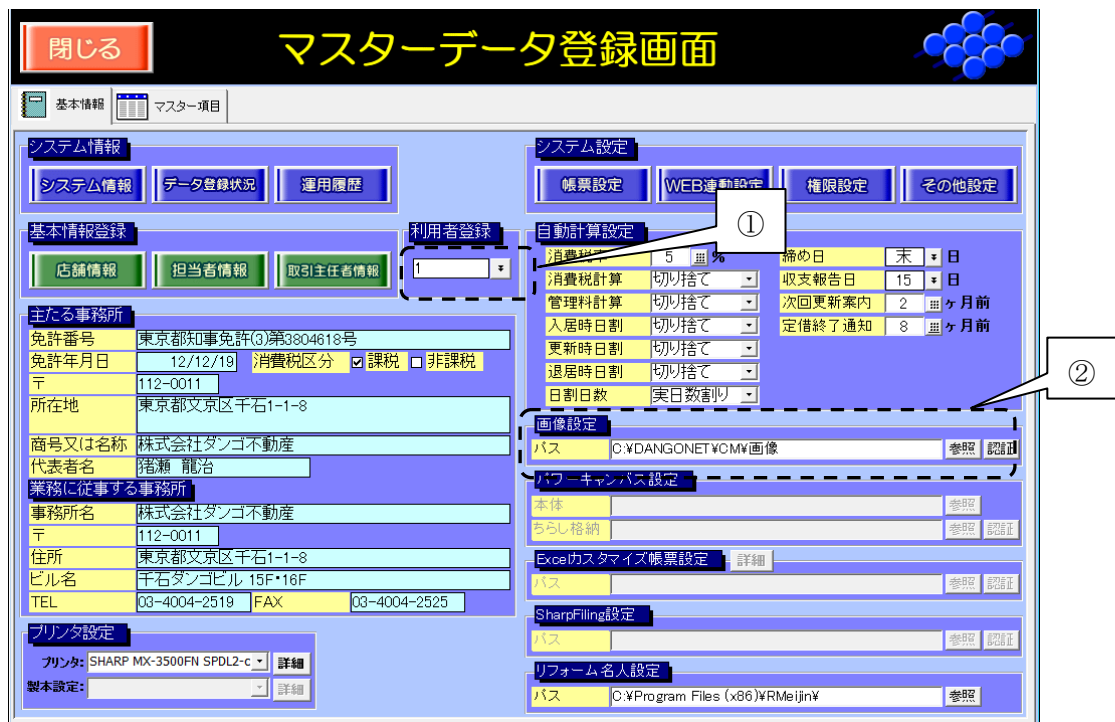 閉じる
マスターデータ登録画面
基本情報
マスター項目
システム情報
システム情報
データ登録状況
運用履歴
システム設定
帳票設定
WEB連動設定
権限設定
その他設定
基本情報登録
店舗情報
担当者情報
取引主任者情報
利用者登録
1
①
自動計算設定
消費税率 5 %
消費税計算 切り捨て
管理料計算 切り捨て
入居時日割 切り捨て
更新時日割 切り捨て
退居時日割 切り捨て
日割日数 実日数割り
締め日 末 日
収支報告日 15 日
次回更新案内 2 ヶ月前
定借終了通知 8 ヶ月前
主たる事務所
免許番号 東京都知事免許(3)第3804618号
免許年月日 12/12/19 消費税区分 課税 非課税
〒 112-0011
所在地 東京都文京区千石1-1-8
商号又は名称 株式会社ダンゴ不動産
代表者名 猪瀬 龍治
業務に従事する事務所
事務所名 株式会社ダンゴ不動産
〒 112-0011
住所 東京都文京区千石1-1-8
ビル名 千石ダンゴビル 15F・16F
TEL 03-4004-2519 FAX 03-4004-2525
プリンタ設定
プリンタ: SHARP MX-3500FN SPDL2-c 詳細
製本設定: 詳細
②
画像設定
パス C:¥DANGONET¥CM¥画像 参照 認証
パワーキャンバス設定
本体 参照
ちらし格納 参照 認証
Excelカスタマイズ帳票設定 詳細
パス 参照 認証
SharpFiling設定
パス 参照 認証
リフォーム名人設定
パス C:¥Program Files (x86)¥RMeijin¥ 参照